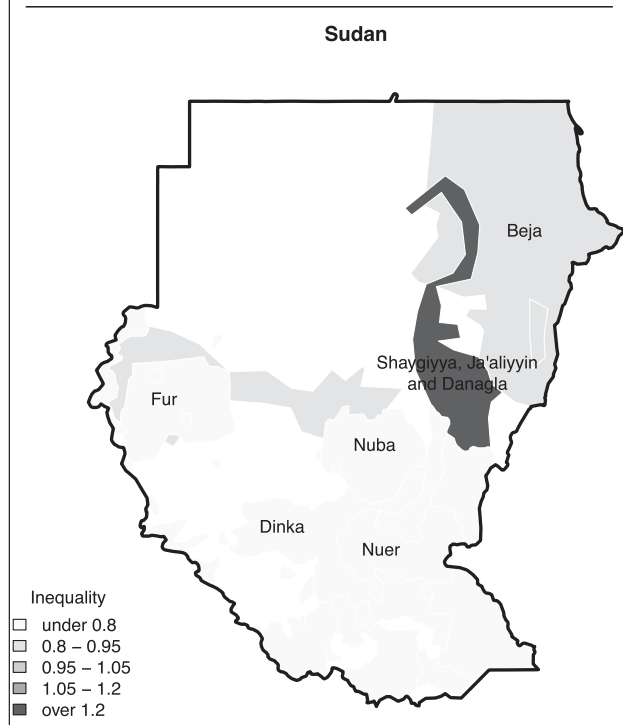 Sudan
Beja
Shaygiyya, Ja'aliyyin
and Danagla
Fur
Nuba
Dinka
Nuer
Inequality
under 0.8
0.8 – 0.95
0.95 – 1.05
1.05 – 1.2
over 1.2